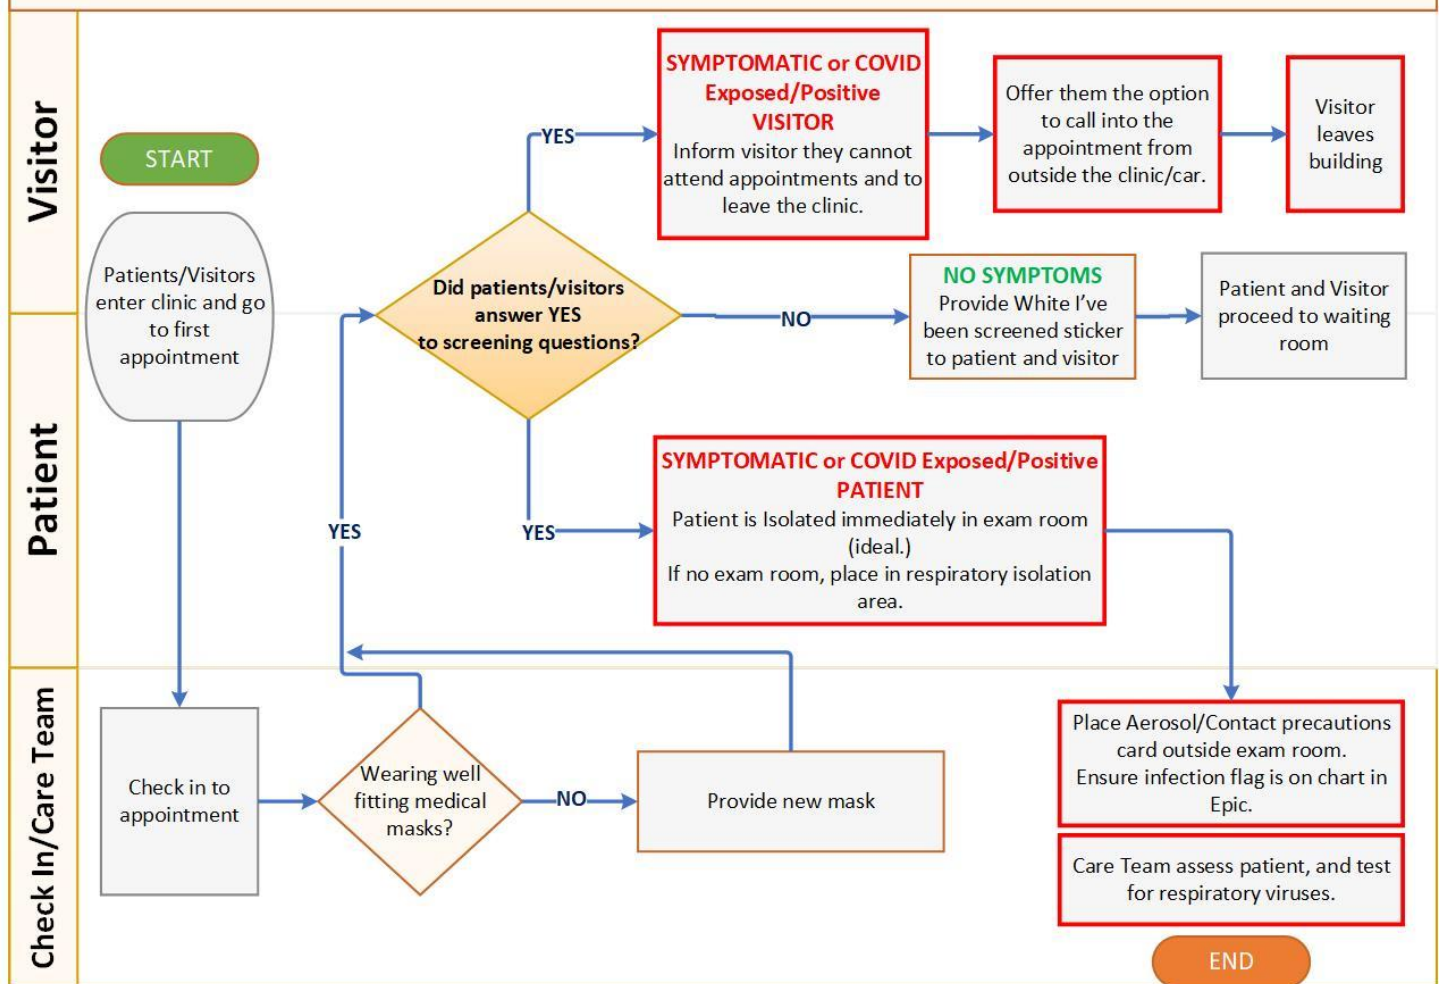 Visitor
START
Patients/Visitors
enter clinic and go
to first
appointment
Did patients/visitors
answer YES
to screening questions?
YES
SYMPTOMATIC or COVID
Exposed/Positive
VISITOR
Inform visitor they cannot
attend appointments and to
leave the clinic.
Offer them the option
to call into the
appointment from
outside the clinic/car.
Visitor
leaves
building
NO
NO SYMPTOMS
Provide White I've
been screened sticker
to patient and visitor
Patient and Visitor
proceed to waiting
room
Patient
YES
YES
SYMPTOMATIC or COVID Exposed/Positive
PATIENT
Patient is Isolated immediately in exam room
(ideal.)
If no exam room, place in respiratory isolation
area.
Check In/Care Team
Check in to
appointment
Wearing well
fitting medical
masks?
NO
Provide new mask
Place Aerosol/Contact precautions
card outside exam room.
Ensure infection flag is on chart in
Epic.
Care Team assess patient, and test
for respiratory viruses.
END